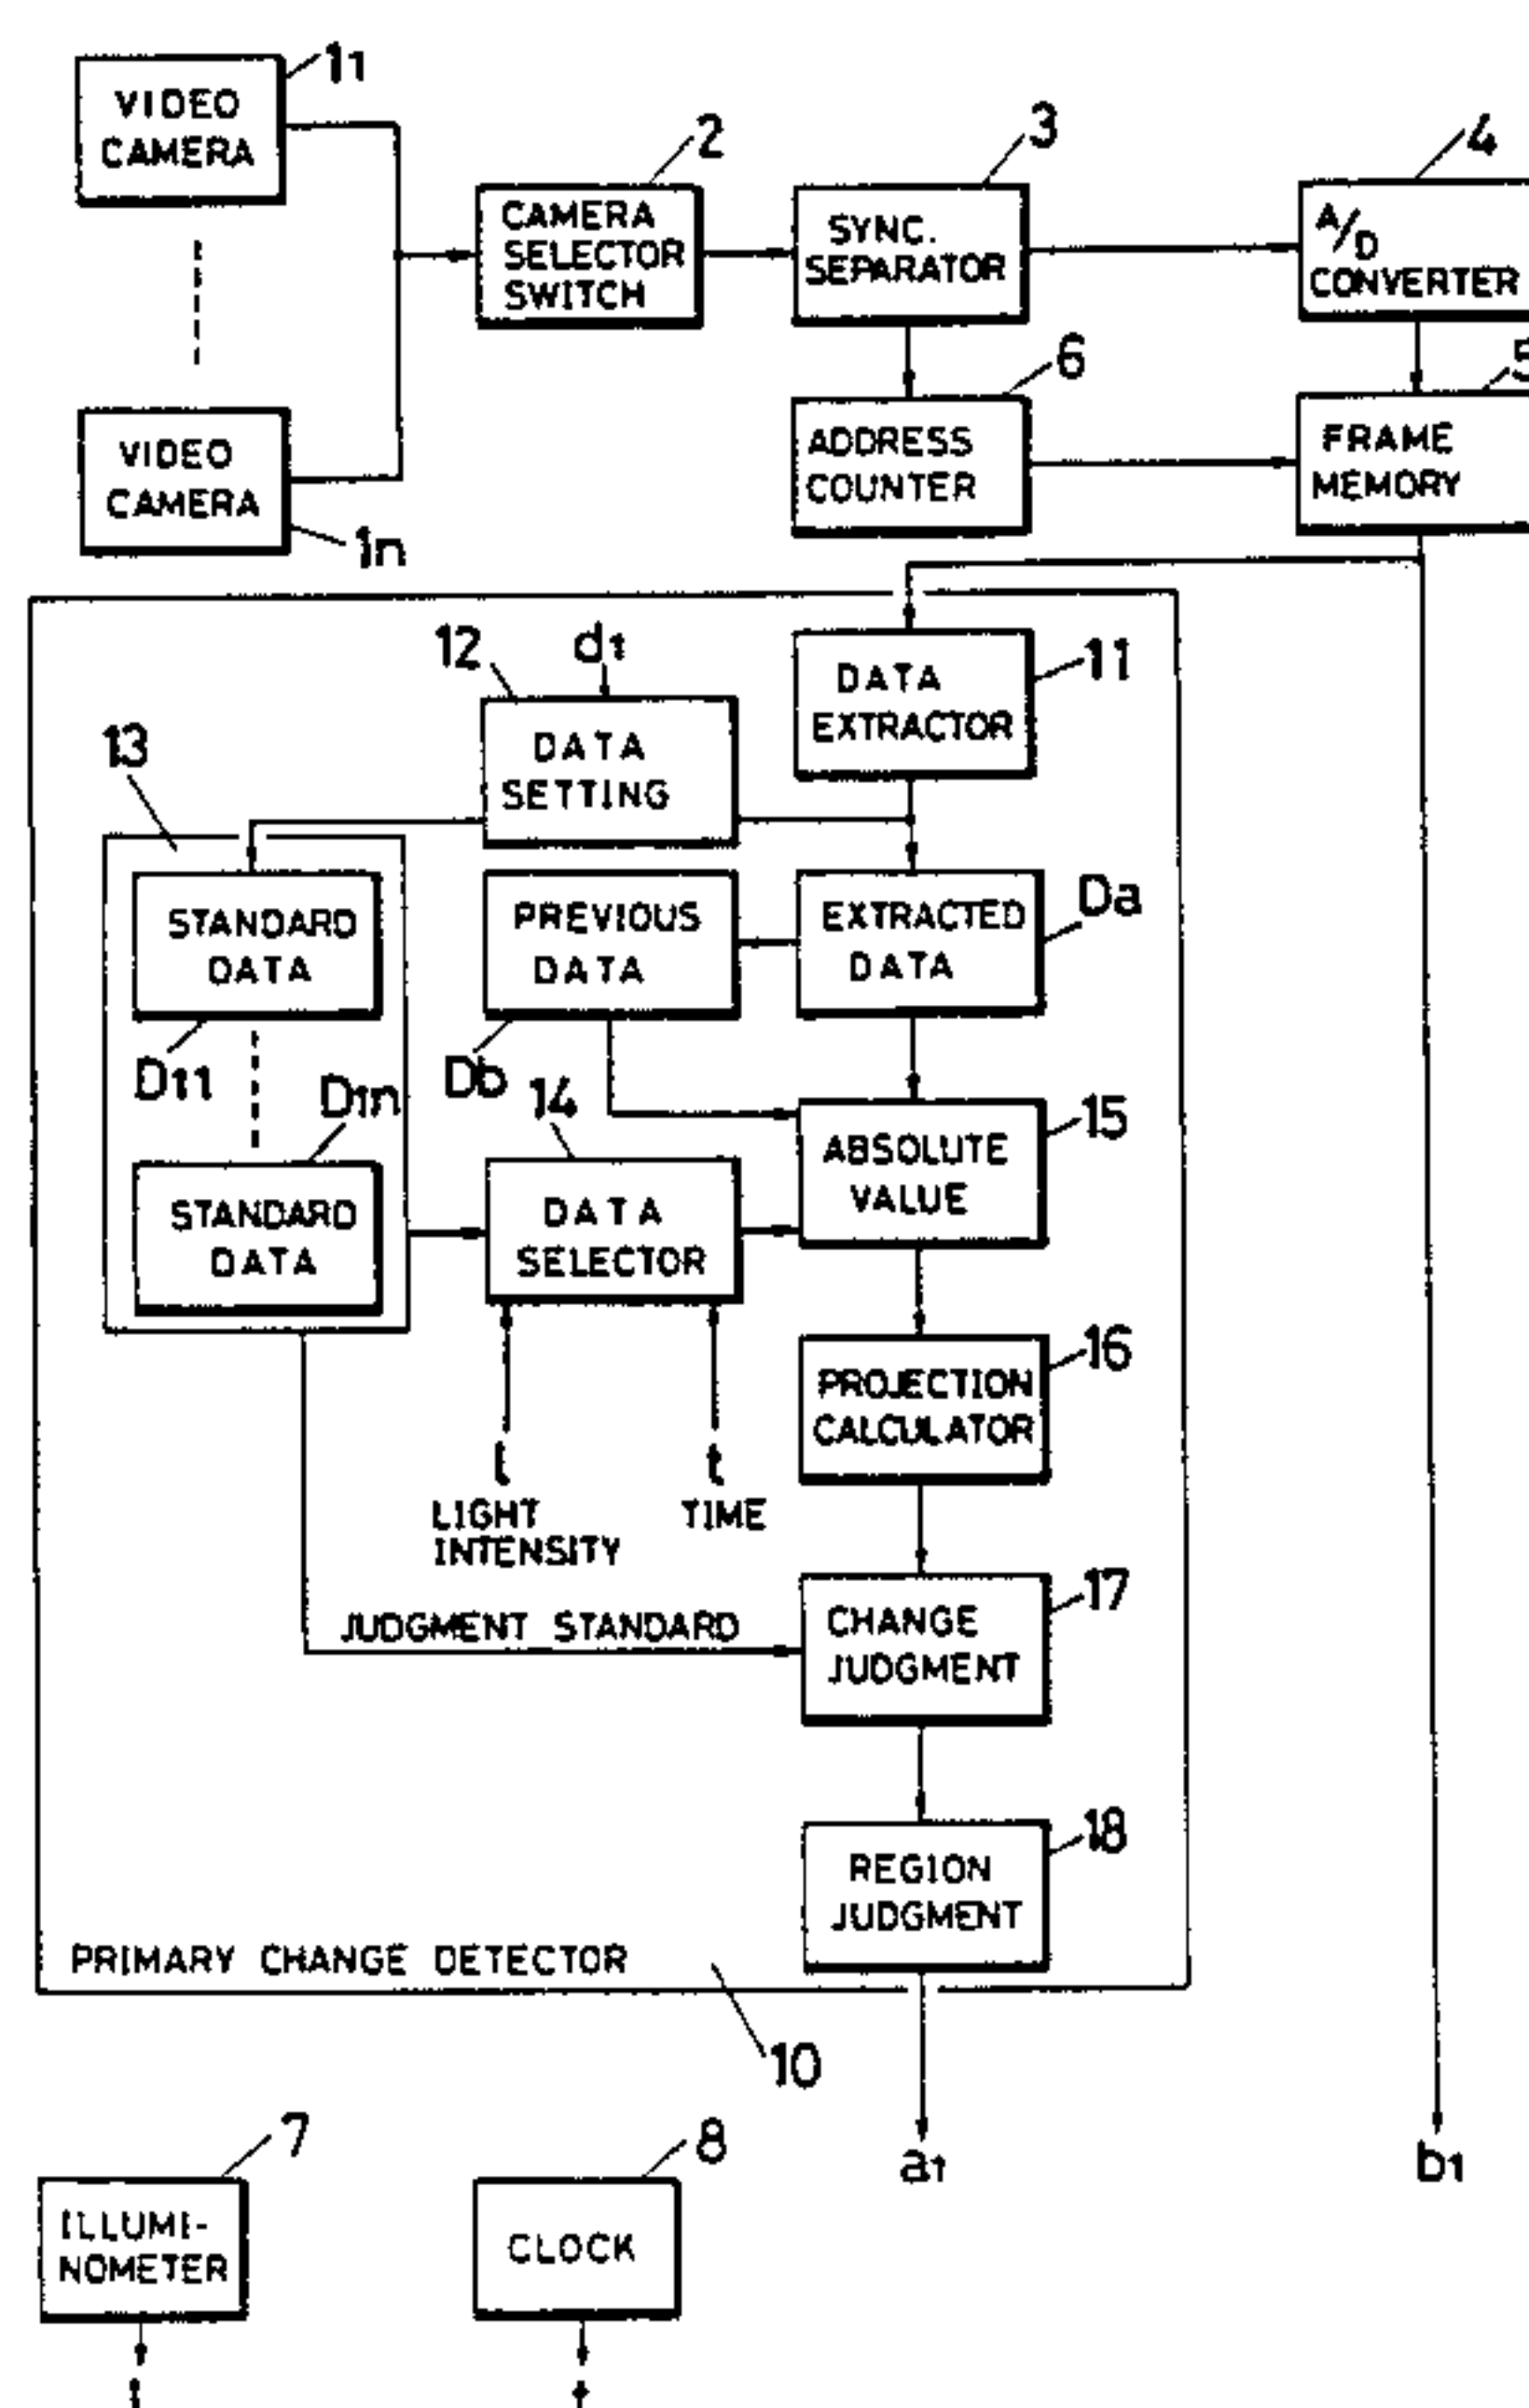 11
VIDEO
CAMERA
2
3
4
CAMERA
SELECTOR
SWITCH
SYNC.
SEPARATOR
A/D
CONVERTER
VIDEO
CAMERA
1n
6
5
ADDRESS
COUNTER
FRAME
MEMORY
12
d1
11
DATA
EXTRACTOR
13
DATA
SETTING
STANDARD
DATA
PREVIOUS
DATA
EXTRACTED
DATA
Da
D11
D1n
Db
14
15
ABSOLUTE
VALUE
STANDARD
DATA
DATA
SELECTOR
16
PROJECTION
CALCULATOR
l
t
LIGHT
INTENSITY
TIME
17
JUDGMENT STANDARD
CHANGE
JUDGMENT
18
REGION
JUDGMENT
PRIMARY CHANGE DETECTOR
10
7
8
a1
b1
ILLUMI-
NOMETER
CLOCK